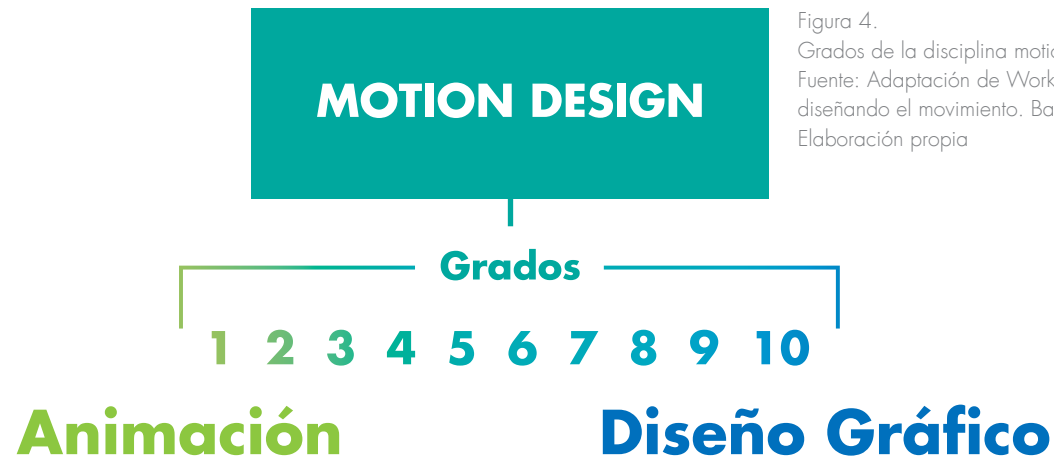 MOTION DESIGN
Figura 4.
Grados de la disciplina
Fuente: Adaptación de
diseñando el movimiento.
Elaboración propia
Grados
1 2 3 4 5 6 7 8 9 10
Animación Diseño Gráfico